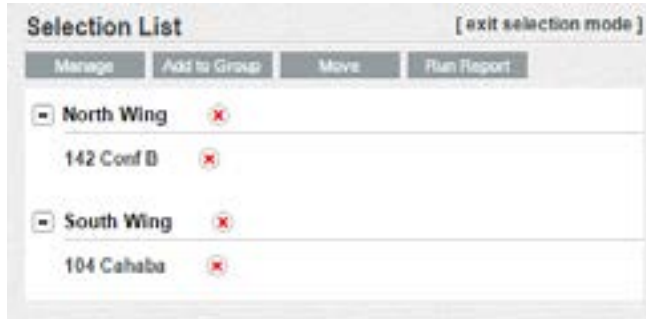 Selection List [ exit selection mode ]
Manage Add to Group Move Run Report
North Wing
142 Conf B
South Wing
104 Cahaba